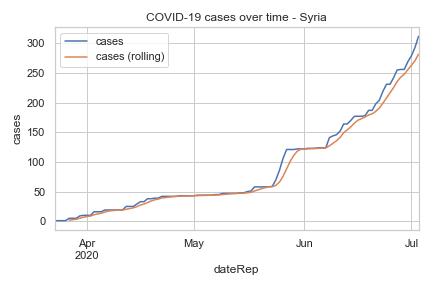 COVID-19 cases over time - Syria
cases
cases (rolling)
300
250
200
150
100
50
0
cases
Apr
2020
May
Jun
Jul
dateRep